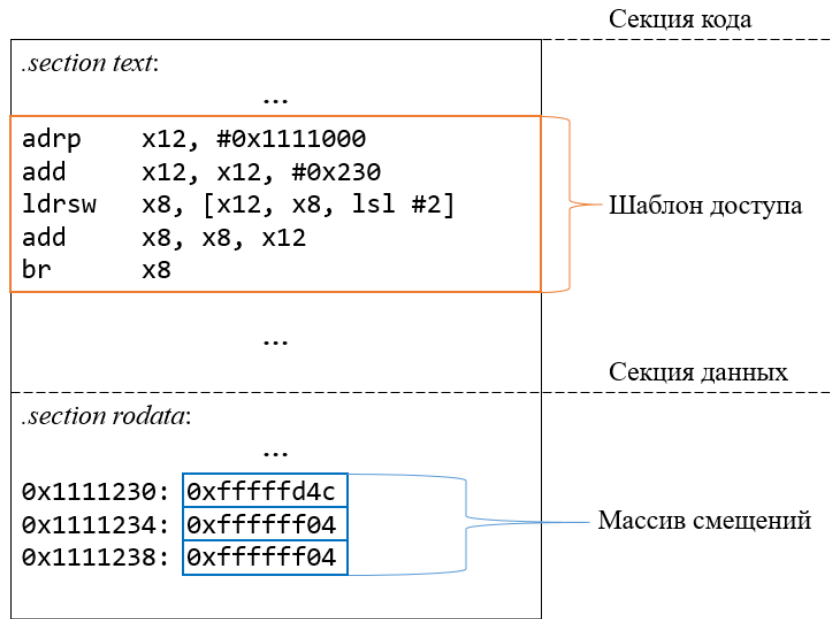 Секция кода
.section text:
...
adrp x12, #0x1111000
add x12, x12, #0x230
ldrsw x8, [x12, x8, lsl #2]
Шаблон доступа
add x8, x8, x12
br x8
...
Секция данных
.section rodata:
...
0x1111230: 0xfffffd4c
0x1111234: 0xffffff04
Массив смещений
0x1111238: 0xffffff04